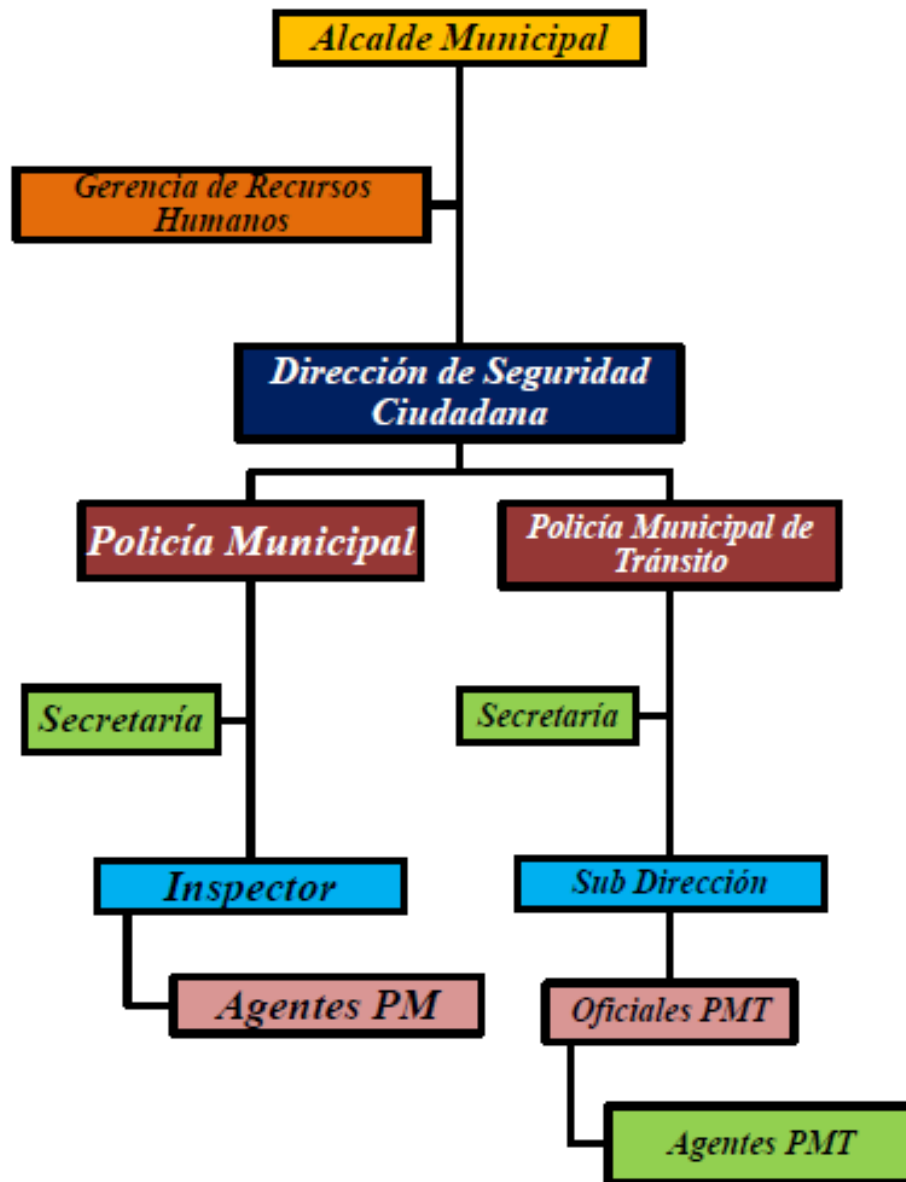 Alcalde Municipal
Gerencia de Recursos
Humanos
Dirección de Seguridad
Ciudadana
Policía Municipal
Policía Municipal de
Tránsito
Secretaría
Secretaría
Inspector
Sub Dirección
Agentes PM
Oficiales PMT
Agentes PMT